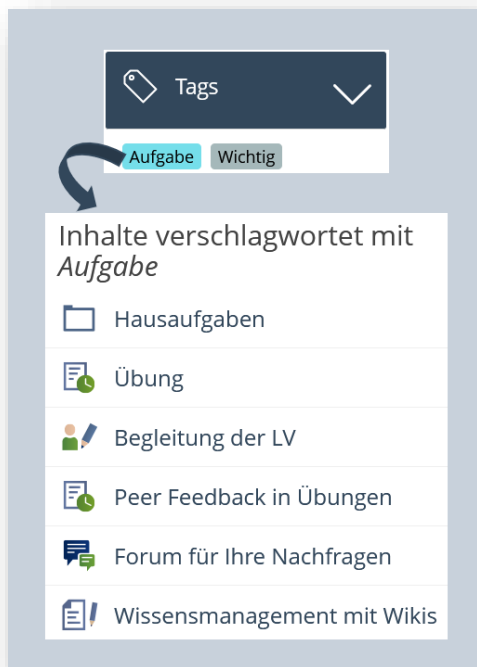 Tags
Aufgabe Wichtig
Inhalte verschlagwortet mit
Aufgabe
Hausaufgaben
Übung
Begleitung der LV
Peer Feedback in Übungen
Forum für Ihre Nachfragen
Wissensmanagement mit Wikis